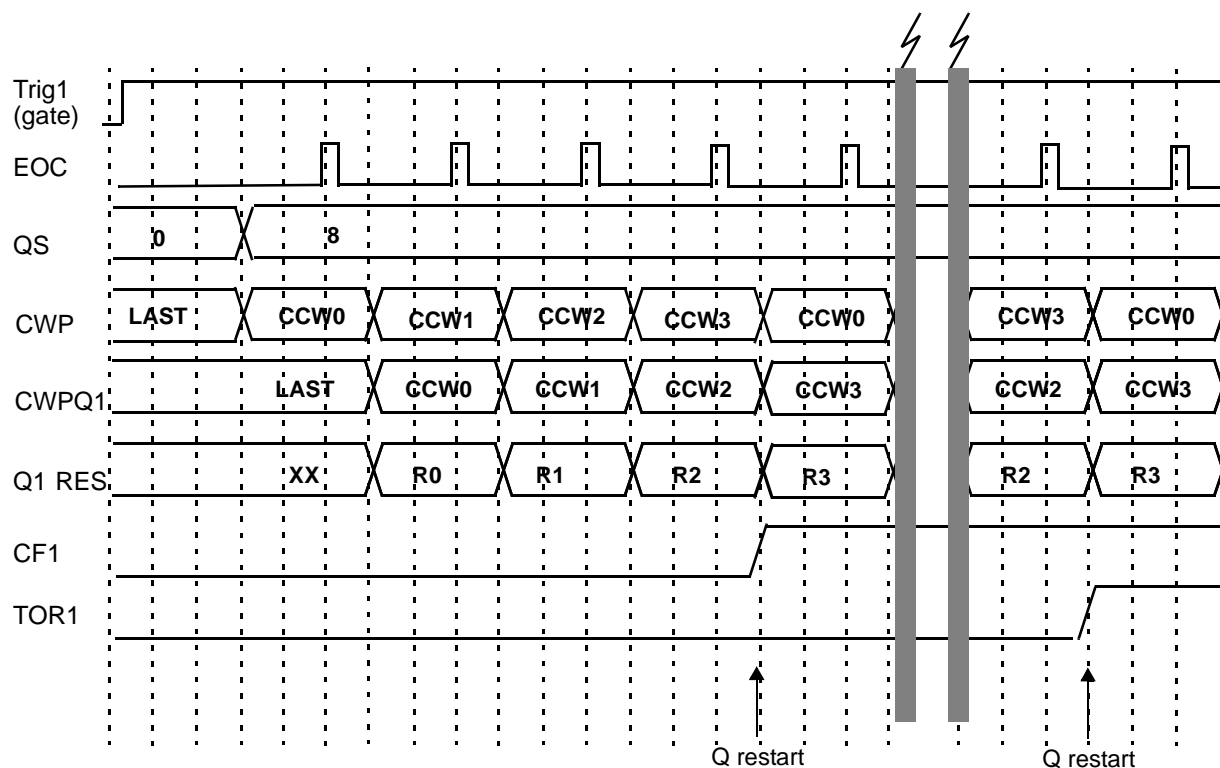 Trig1
(gate)
EOC
QS 0 8
CWP LAST CCW0 CCW1 CCW2 CCW3 CCW0 CCW3 CCW0
CWPQ1 LAST CCW0 CCW1 CCW2 CCW3 CCW2 CCW3
Q1 RES XX R0 R1 R2 R3 R2 R3
CF1
TOR1
Q restart Q restart